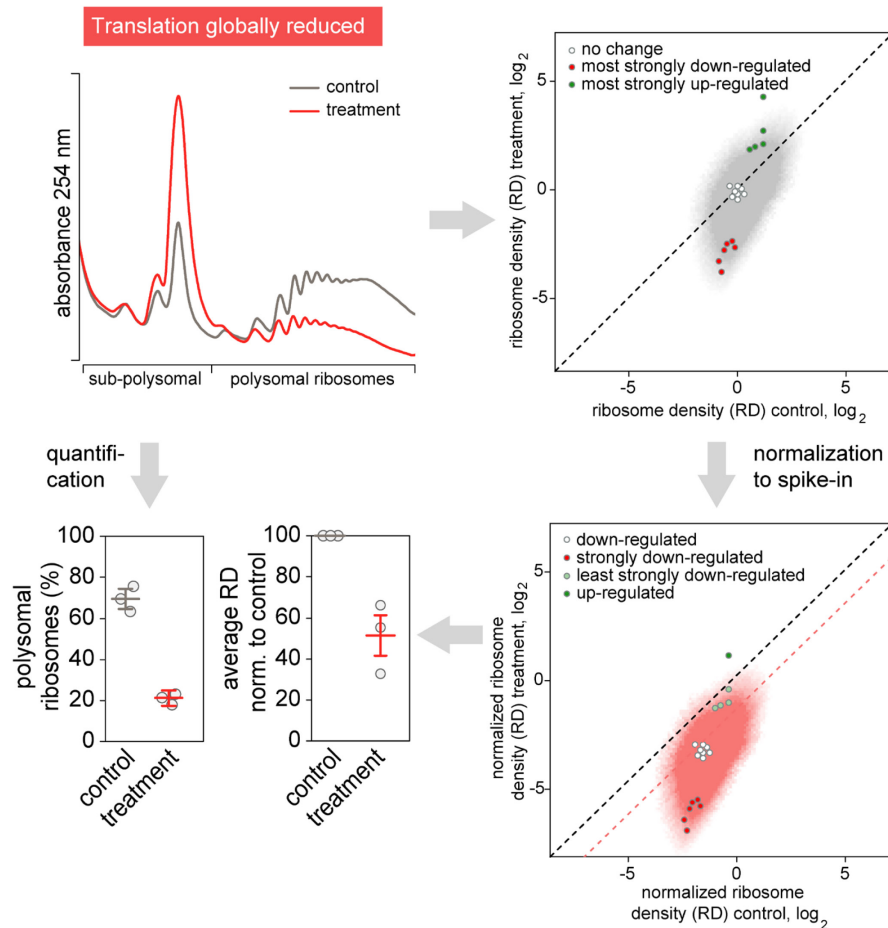 Translation globally reduced
absorbance 254 nm
control
treatment
sub-polysomal
polysomal ribosomes
ribosome density (RD) treatment, log2
5
0
-5
no change
most strongly down-regulated
most strongly up-regulated
-5
0
5
ribosome density (RD) control, log2
quantifi-
cation
normalization
to spike-in
polysomal
ribosomes (%)
100
80
60
40
20
0
control
treatment
average RD
norm. to control
100
80
60
40
20
0
control
treatment
normalized ribosome
density (RD) treatment, log2
5
0
-5
down-regulated
strongly down-regulated
least strongly down-regulated
up-regulated
-5
0
5
normalized ribosome
density (RD) control, log2